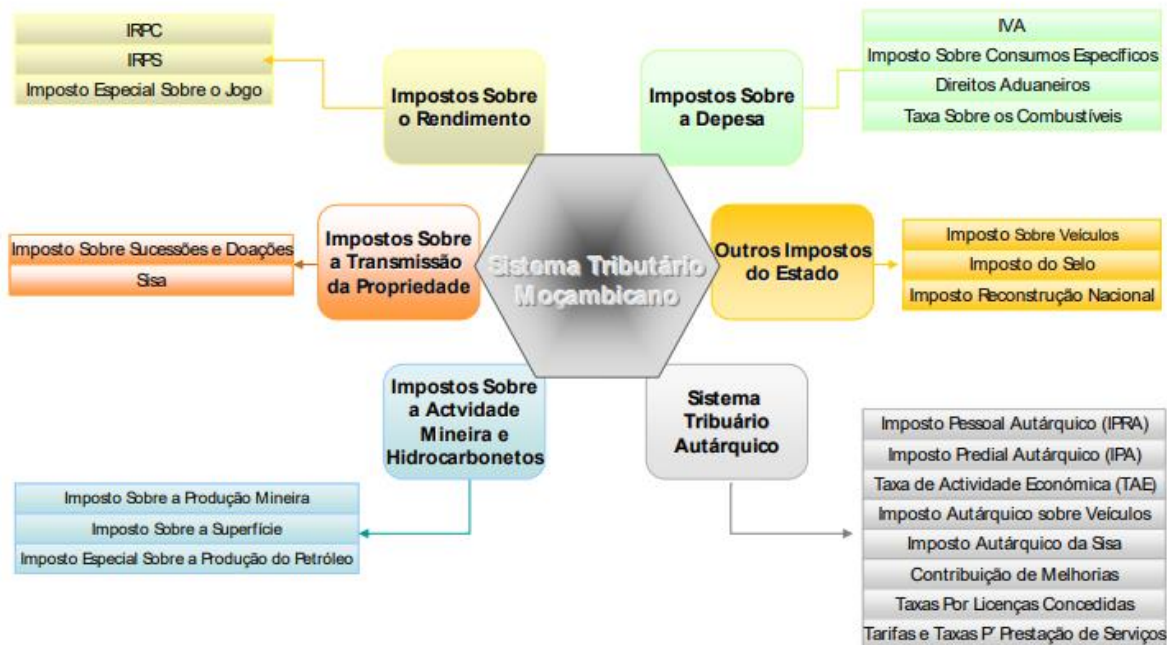 IRPC
IRPS
Imposto Especial Sobre o Jogo
Impostos Sobre
o Rendimento
Impostos Sobre
a Depesa
IVA
Imposto Sobre Consumos Específicos
Direitos Aduaneiros
Taxa Sobre os Combustíveis
Imposto Sobre Sucessões e Doações
Sisa
Impostos Sobre
a Transmissão
da Propriedade
Sistema Tributário
Moçambicano
Outros Impostos
do Estado
Imposto Sobre Veículos
Imposto do Selo
Imposto Reconstrução Nacional
Impostos Sobre
a Actvidade
Mineira e
Hidrocarbonetos
Sistema
Tribuário
Autárquico
Imposto Sobre a Produção Mineira
Imposto Sobre a Superfície
Imposto Especial Sobre a Produção do Petróleo
Imposto Pessoal Autárquico (IPRA)
Imposto Predial Autárquico (IPA)
Taxa de Actividade Económica (TAE)
Imposto Autárquico sobre Veículos
Imposto Autárquico da Sisa
Contribuição de Melhorias
Taxas Por Licenças Concedidas
Tarifas e Taxas P' Prestação de Serviços